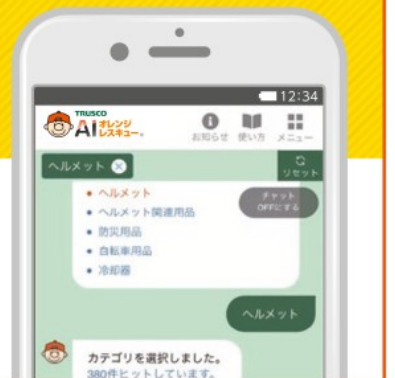 12:34
TRUSCO
AIオレンジ
レスキュー。
お知らせ
使い方
メニュー
ヘルメット
リセット
ヘルメット
ヘルメット関連用品
防災用品
自転車用品
冷却器
チャット
OFFにする
ヘルメット
カテゴリを選択しました。
380件ヒットしています。